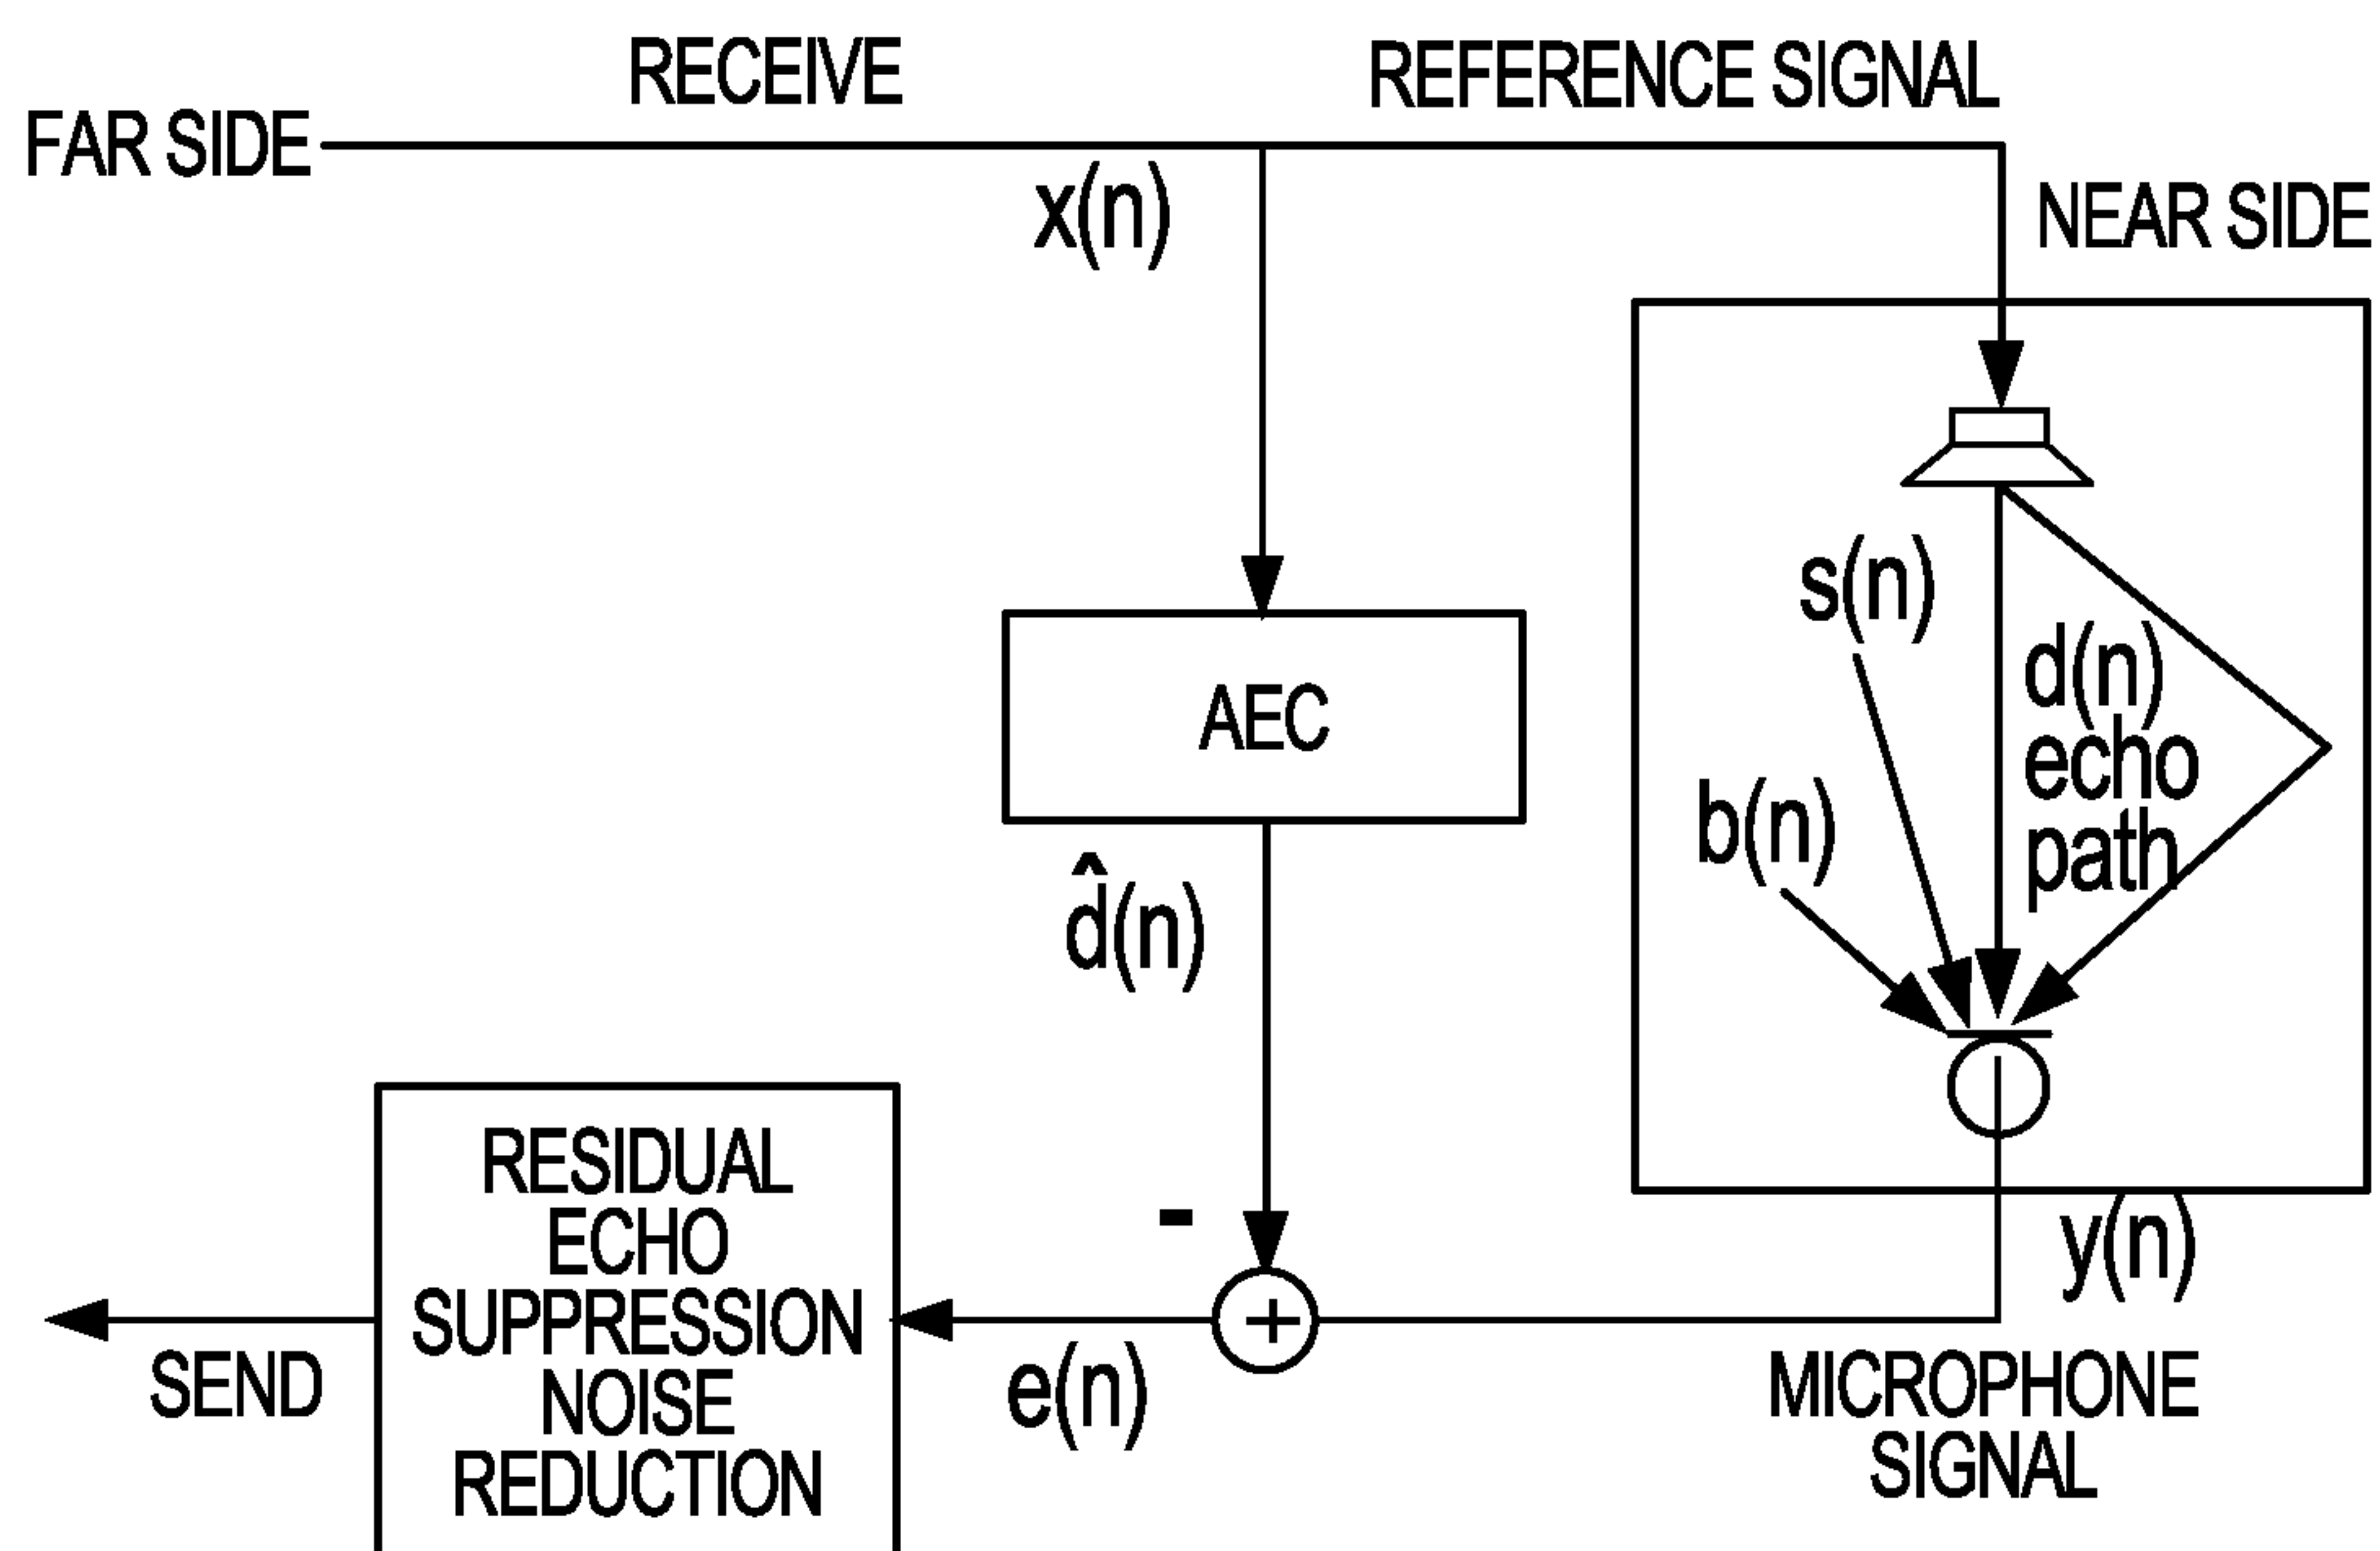 RECEIVE
REFERENCE SIGNAL
FAR SIDE
x(n)
NEAR SIDE
s(n)
d(n)
echo
path
AEC
b(n)
d̂(n)
RESIDUAL
ECHO
SUPPRESSION
NOISE
REDUCTION
-
+
y(n)
SEND
e(n)
MICROPHONE
SIGNAL